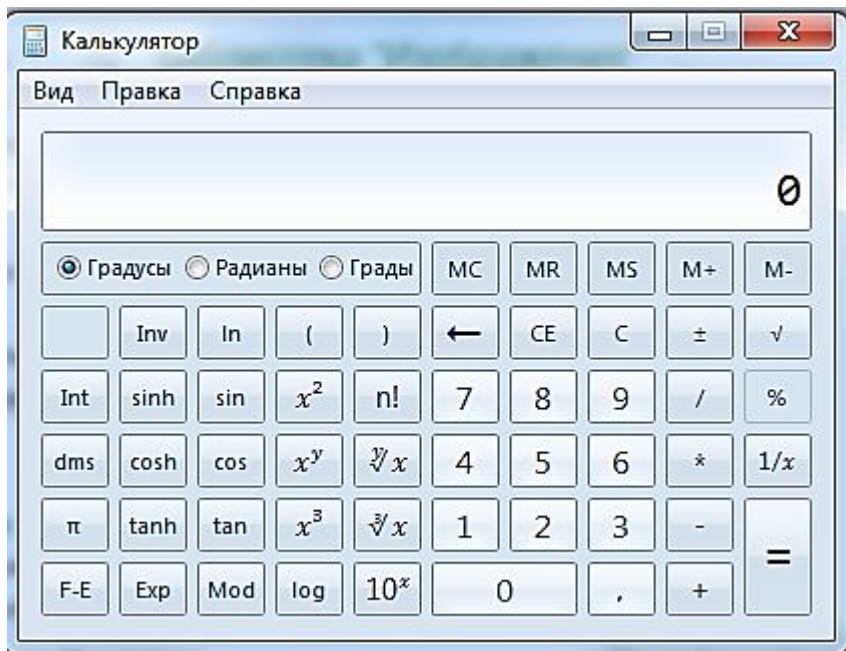 Калькулятор
Вид Правка Справка
0
Градусы Радианы Грады MC MR MS M+ M-
Inv ln ( ) ← CE C ± √
Int sinh sin x² n! 7 8 9 / %
dms cosh cos xʸ ʸ√x 4 5 6 * 1/x
π tanh tan x³ ³√x 1 2 3 - =
F-E Exp Mod log 10ˣ 0 , +